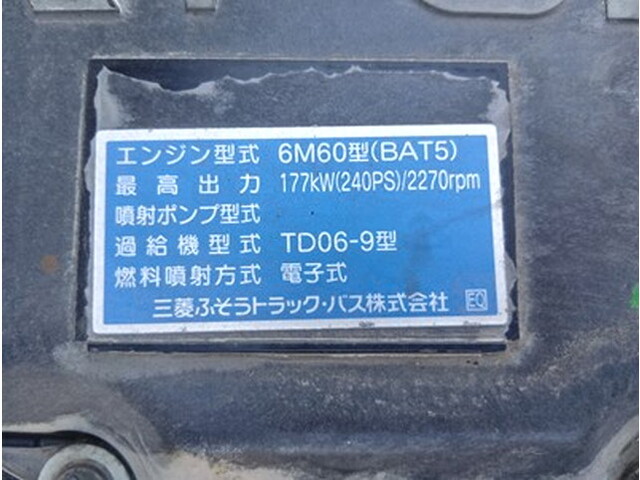 エンジン型式 6M60型(BAT5)
最高出力 177kW(240PS)/2270rpm
噴射ポンプ型式
過給機型式 TD06-9型
燃料噴射方式 電子式
三菱ふそうトラック・バス株式会社 EQ